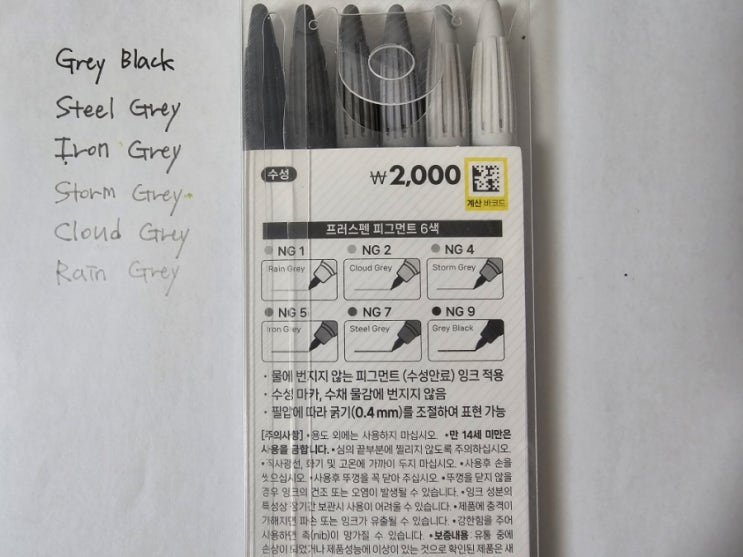 Grey Black
Steel Grey
Iron Grey
Storm Grey
Cloud Grey
Rain Grey
수성
₩2,000
계산 바코드
프러스펜 피그먼트 6색
NG 1 NG 2 NG 4
Rain Grey Cloud Grey Storm Grey
NG 5 NG 7 NG 9
Iron Grey Steel Grey Grey Black
· 물에 번지지 않는 피그먼트 (수성안료) 잉크 적용
· 수성 마카, 수채 물감에 번지지 않음
· 필압에 따라 굵기(0.4mm)를 조절하여 표현 가능
[주의사항] •용도 외에는 사용하지 마십시오. •만 14세 미만은
사용을 금합니다. •심의 끝부분에 찔리지 않도록 주의하십시오.
•직사광선, 화기 및 고온에 가까이 두지 마십시오. •사용후 손을
씻으십시오. •사용후 뚜껑을 꼭 닫아 주십시오. •뚜껑을 닫지 않을
경우 잉크의 건조 또는 오염이 발생될 수 있습니다. •잉크 성분의
특성상 장기간 보관시 사용이 어려울 수 있습니다. •제품에 충격이
가해지면 파손 또는 잉크가 유출될 수 있습니다. •강한힘을 주어
사용하면 촉(nib)이 망가질 수 있습니다. •보증내용 유통 중에
손상이 되었거나 제품성능에 이상이 있는 것으로 확인된 제품은 새